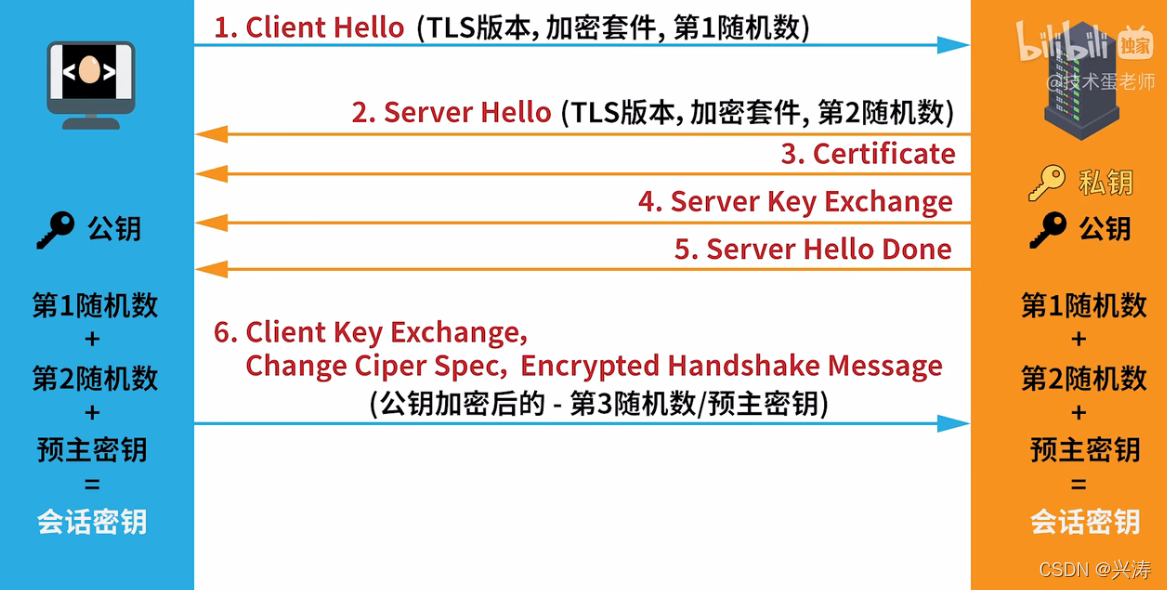 1. Client Hello (TLS版本, 加密套件, 第1随机数)
bilibili 独家
@技术蛋老师
< >
2. Server Hello (TLS版本, 加密套件, 第2随机数)
3. Certificate
私钥
4. Server Key Exchange
公钥
公钥
5. Server Hello Done
第1随机数
+
第2随机数
+
预主密钥
=
会话密钥
6. Client Key Exchange,
Change Ciper Spec, Encrypted Handshake Message
(公钥加密后的 - 第3随机数/预主密钥)
第1随机数
+
第2随机数
+
预主密钥
=
会话密钥
CSDN @兴涛